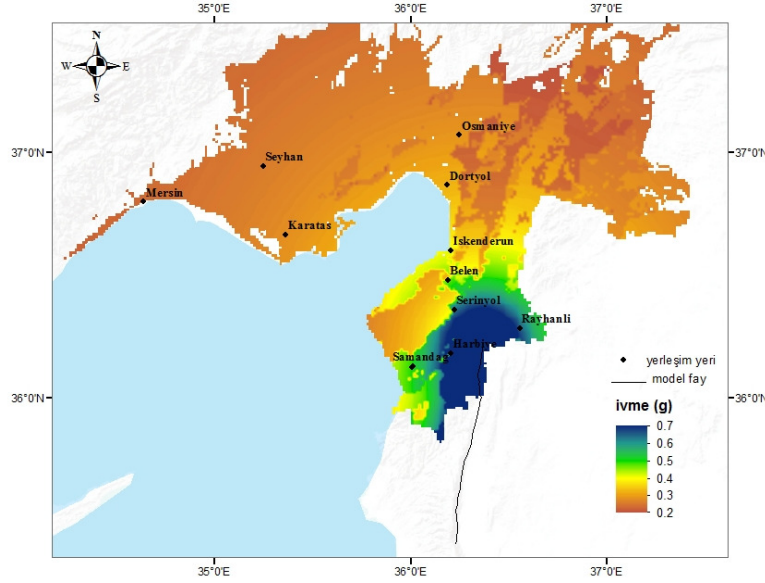 35°0'E 36°0'E 37°0'E
N
W E
S
Osmaniye
37°0'N 37°0'N
Seyhan
Dortyol
Mersin
Karatas
Iskenderun
Belen
Serinyol
Rayhanli
Harbiye
Samandag
yerleşim yeri
model fay
36°0'N 36°0'N
ivme (g)
0.7
0.6
0.5
0.4
0.3
0.2
35°0'E 36°0'E 37°0'E